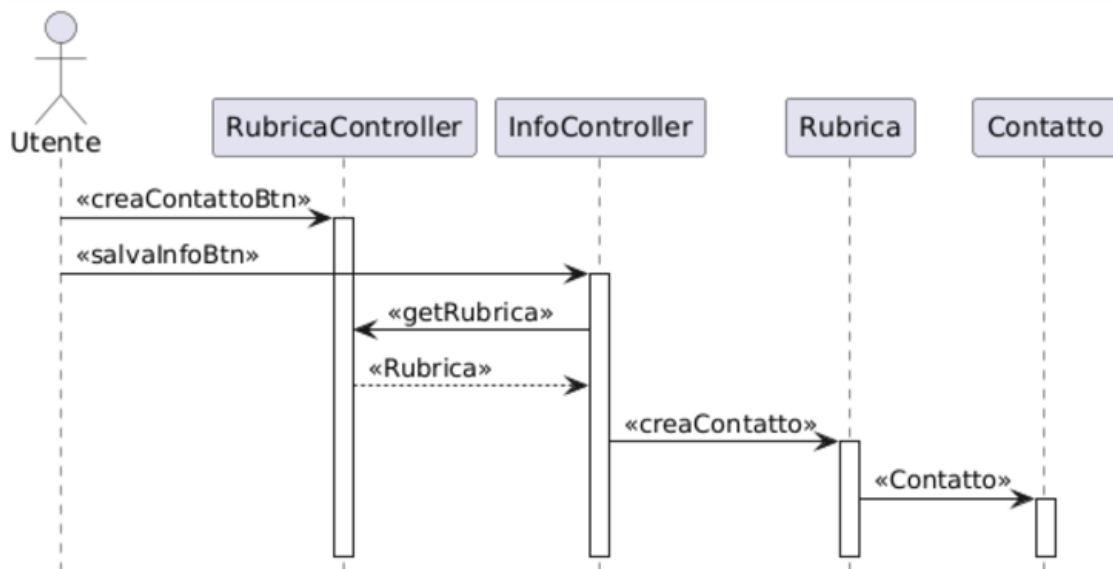 Utente
RubricaController
InfoController
Rubrica
Contatto
«creaContattoBtn»
«salvaInfoBtn»
«getRubrica»
«Rubrica»
«creaContatto»
«Contatto»